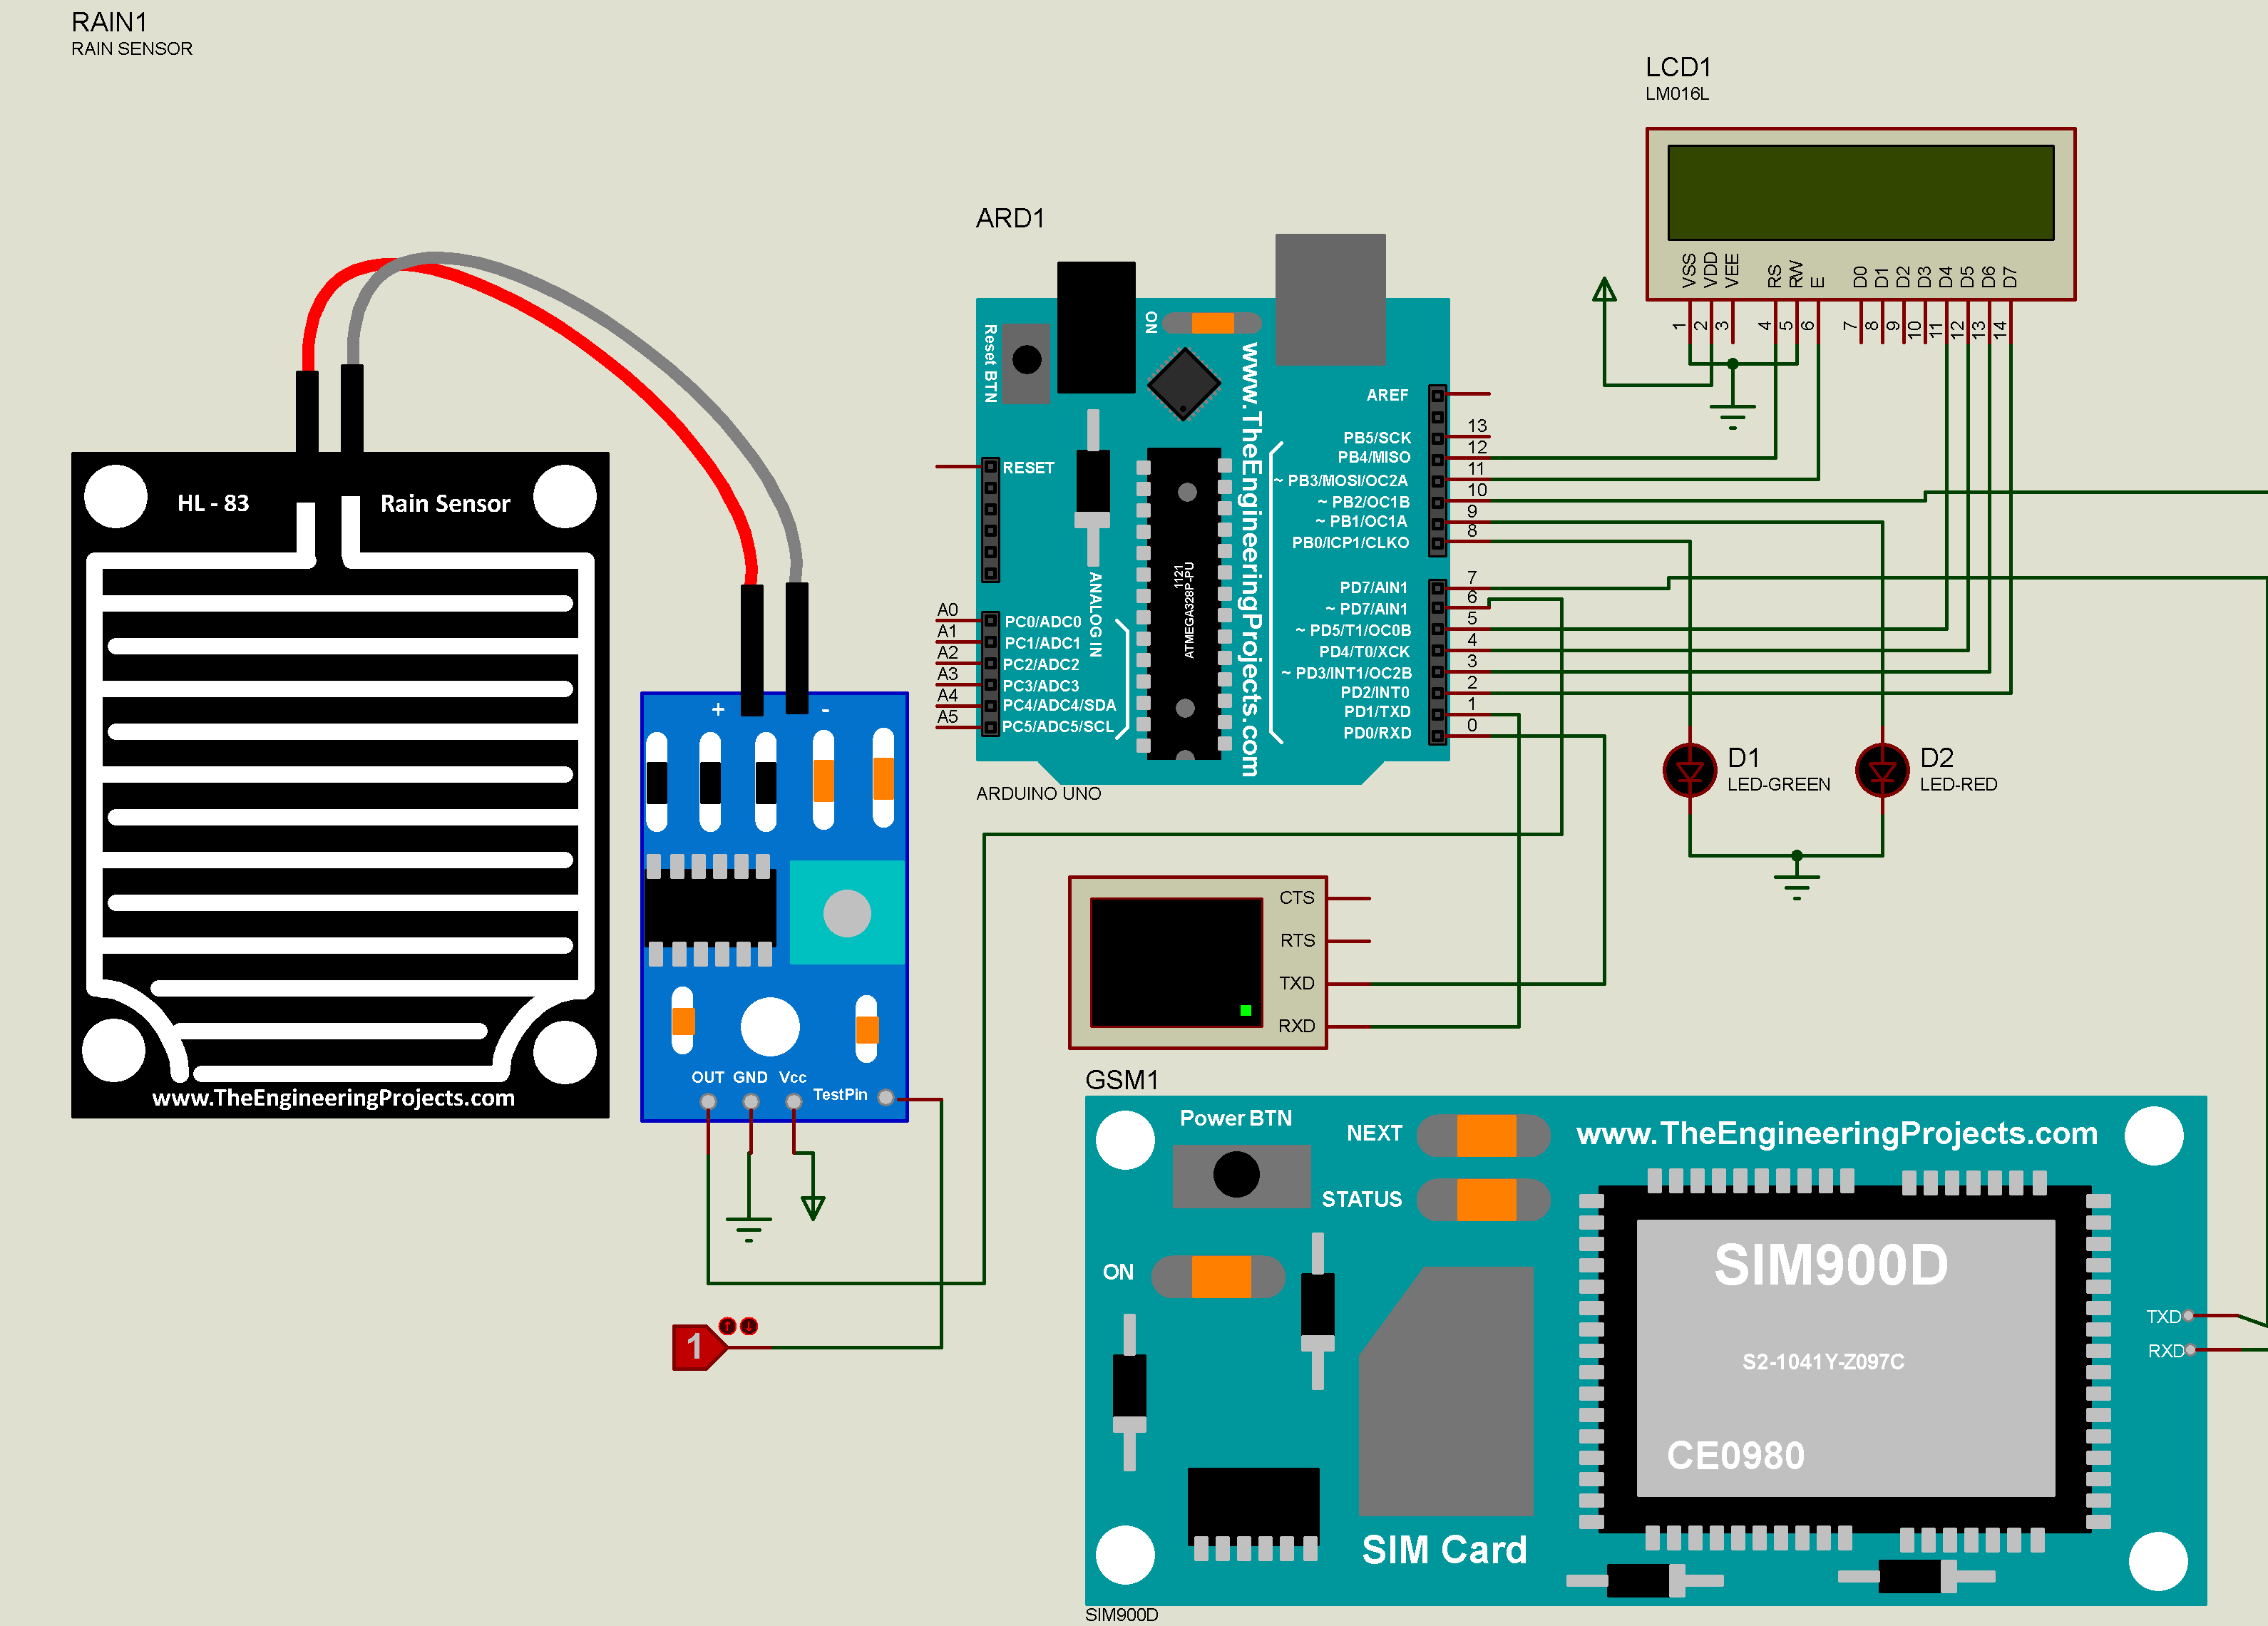 RAIN1
RAIN SENSOR
HL - 83
Rain Sensor
www.TheEngineeringProjects.com
+
-
OUT GND Vcc
TestPin
1
ARD1
ON
Reset BTN
RESET
ANALOG IN
1121
ATMEGA328P-PU
www.TheEngineeringProjects.com
A0 PC0/ADC0
A1 PC1/ADC1
A2 PC2/ADC2
A3 PC3/ADC3
A4 PC4/ADC4/SDA
A5 PC5/ADC5/SCL
AREF
PB5/SCK 13
PB4/MISO 12
~ PB3/MOSI/OC2A 11
~ PB2/OC1B 10
~ PB1/OC1A 9
PB0/ICP1/CLKO 8
PD7/AIN1 7
~ PD7/AIN1 6
~ PD5/T1/OC0B 5
PD4/T0/XCK 4
~ PD3/INT1/OC2B 3
PD2/INT0 2
PD1/TXD 1
PD0/RXD 0
ARDUINO UNO
LCD1
LM016L
VSS VDD VEE RS RW E D0 D1 D2 D3 D4 D5 D6 D7
1 2 3 4 5 6 7 8 9 10 11 12 13 14
D1
LED-GREEN
D2
LED-RED
CTS
RTS
TXD
RXD
GSM1
Power BTN
NEXT
www.TheEngineeringProjects.com
STATUS
ON
SIM900D
S2-1041Y-Z097C
CE0980
TXD
RXD
SIM Card
SIM900D